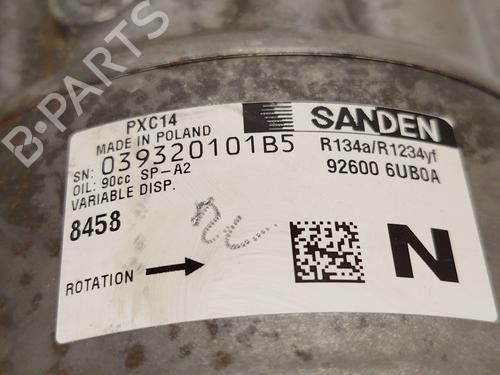 B-PARTS
PXC14
MADE IN POLAND
SN: 039320101B5
OIL: 90cc SP-A2
VARIABLE DISP.
8458
ROTATION
SANDEN
R134a/R1234yf
92600 6UB0A
N